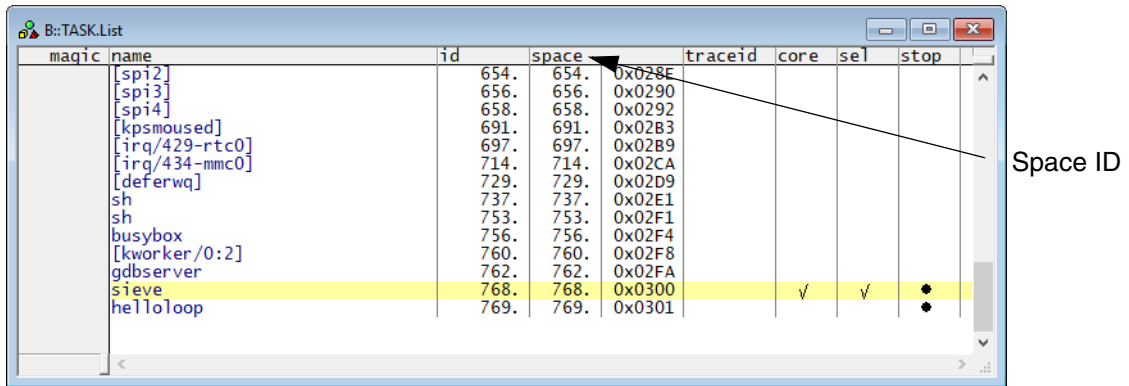 B::TASK.List
magic name id space traceid core sel stop
[spi2] 654. 654. 0x028E
[spi3] 656. 656. 0x0290
[spi4] 658. 658. 0x0292
[kpsmoused] 691. 691. 0x02B3
[irq/429-rtc0] 697. 697. 0x02B9
[irq/434-mmc0] 714. 714. 0x02CA
[deferwq] 729. 729. 0x02D9
Space ID
sh 737. 737. 0x02E1
sh 753. 753. 0x02F1
busybox 756. 756. 0x02F4
[kworker/0:2] 760. 760. 0x02F8
gdbserver 762. 762. 0x02FA
sieve 768. 768. 0x0300 √ √ ●
helloloop 769. 769. 0x0301 ●